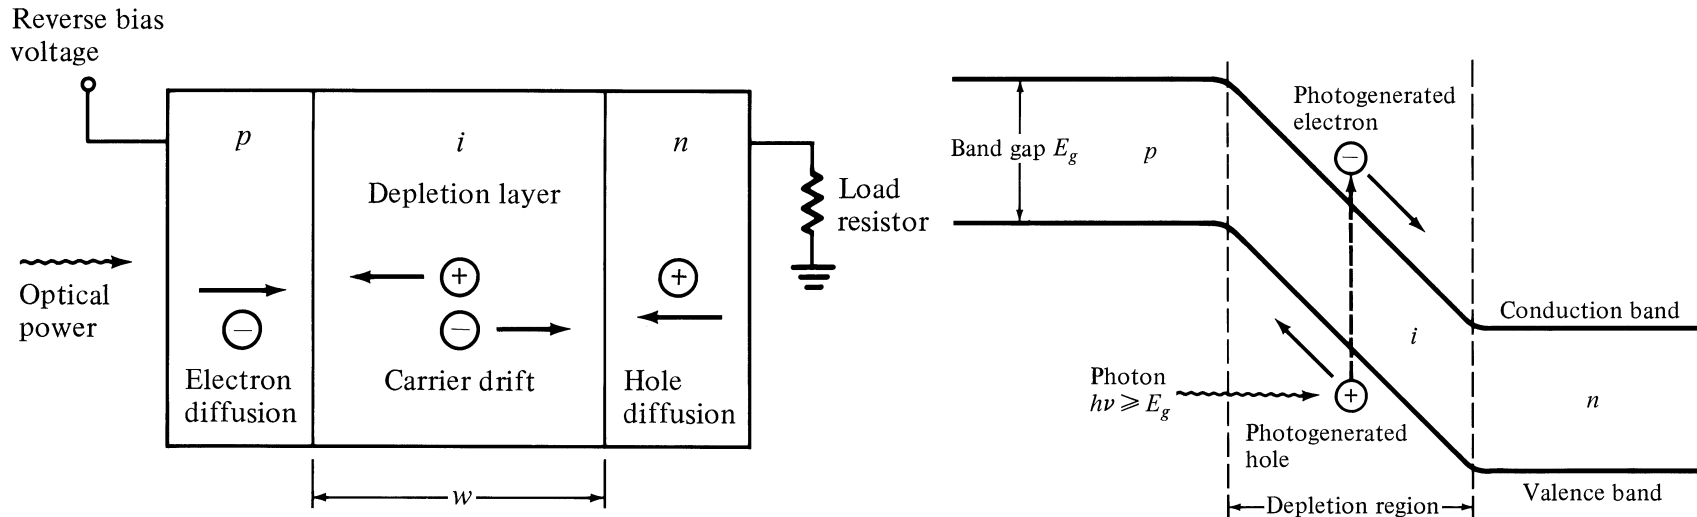 Reverse bias
voltage
p
i
n
Depletion layer
Load
resistor
Optical
power
+
+
−
−
Electron
diffusion
Carrier drift
Hole
diffusion
w
Photogenerated
electron
−
Band gap E_g
p
Conduction band
i
Photon
hν ⩾ E_g
+
n
Photogenerated
hole
Valence band
Depletion region